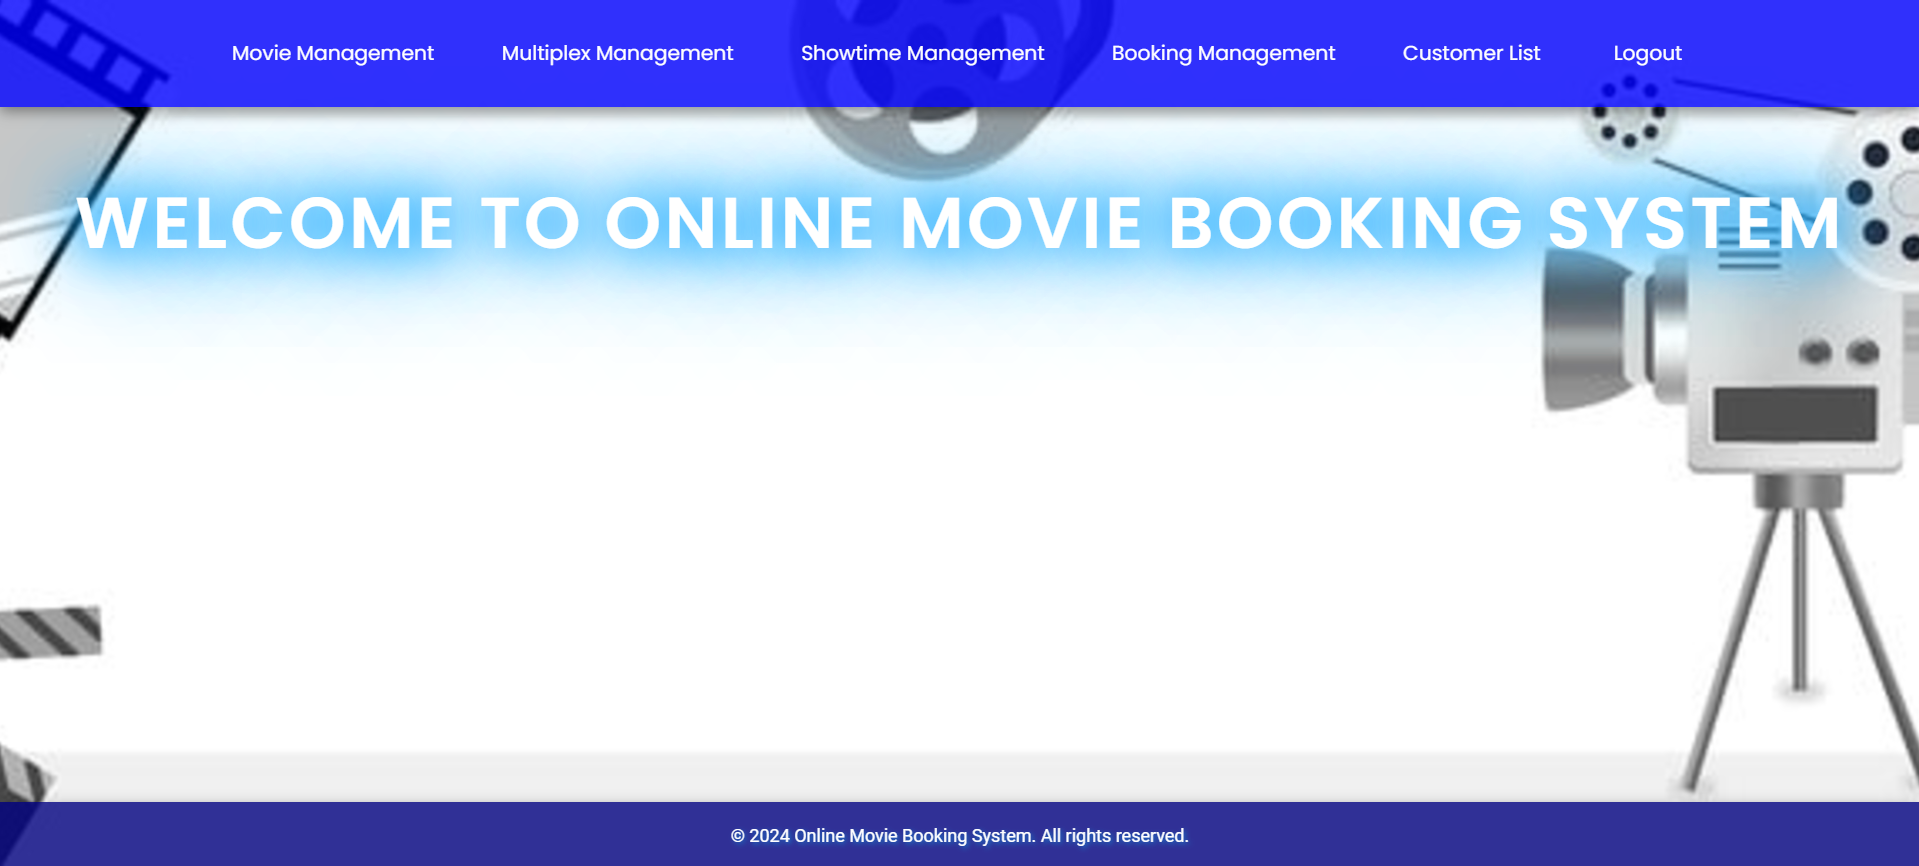 Movie Management Multiplex Management Showtime Management Booking Management Customer List Logout
WELCOME TO ONLINE MOVIE BOOKING SYSTEM
© 2024 Online Movie Booking System. All rights reserved.